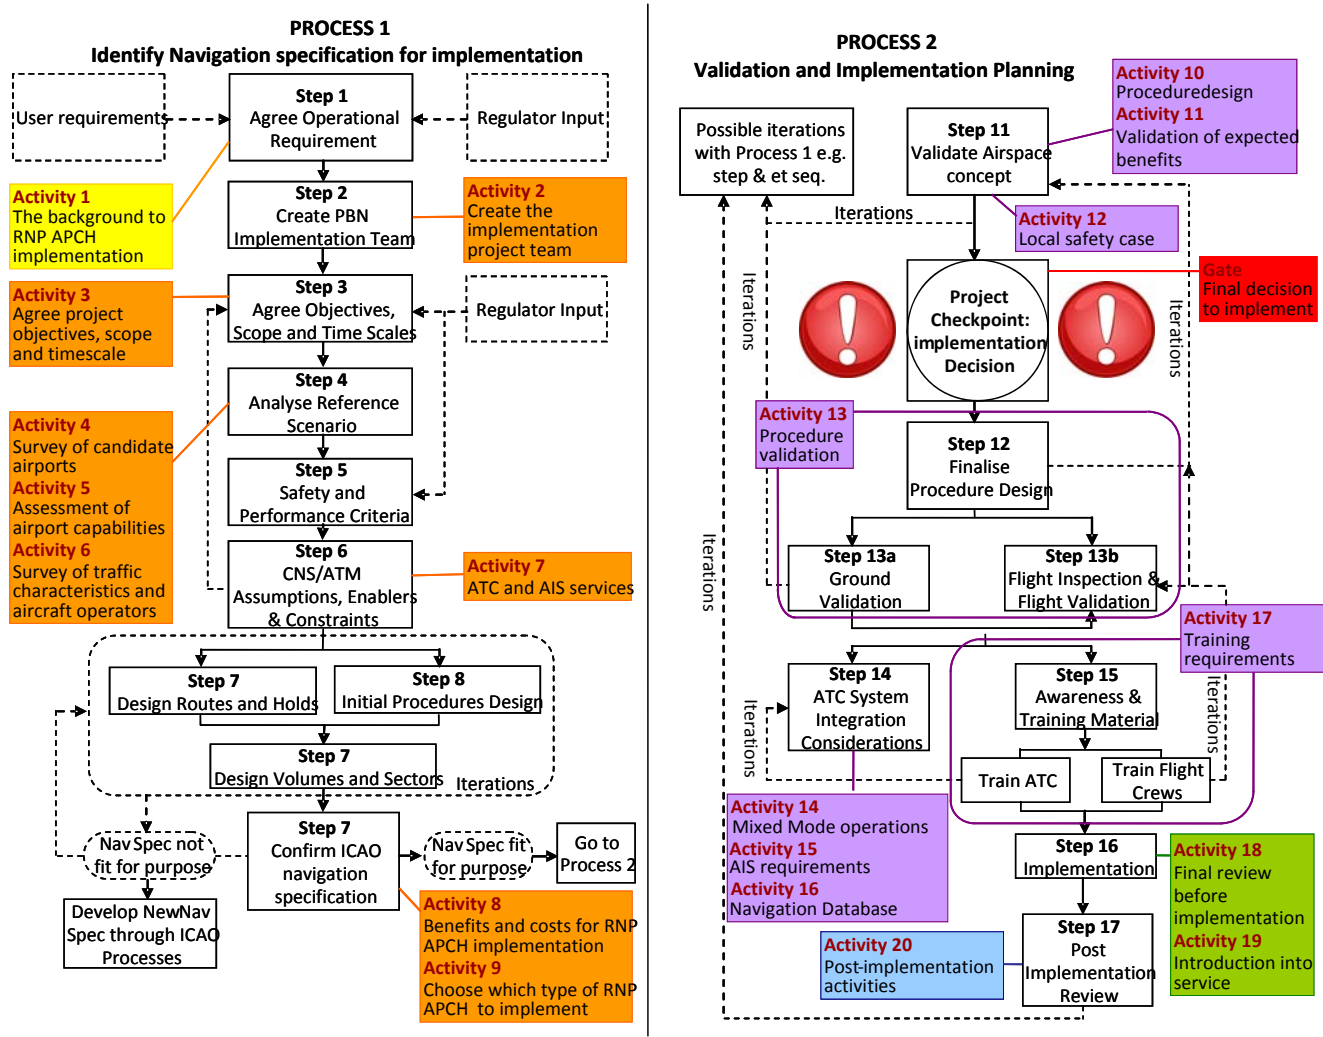 PROCESS 1
Identify Navigation specification for implementation
User requirements
Step 1
Agree Operational
Requirement
Regulator Input
Activity 1
The background to
RNP APCH
implementation
Step 2
Create PBN
Implementation Team
Activity 2
Create the
implementation
project team
Activity 3
Agree project
objectives, scope
and timescale
Step 3
Agree Objectives,
Scope and Time Scales
Regulator Input
Step 4
Analyse Reference
Scenario
Activity 4
Survey of candidate
airports
Activity 5
Assessment of
airport capabilities
Activity 6
Survey of traffic
characteristics and
aircraft operators
Step 5
Safety and
Performance Criteria
Step 6
CNS/ATM
Assumptions, Enablers
& Constraints
Activity 7
ATC and AIS services
Step 7
Design Routes and Holds
Step 8
Initial Procedures Design
Step 7
Design Volumes and Sectors
Iterations
Nav Spec not
fit for purpose
Step 7
Confirm ICAO
navigation
specification
Nav Spec fit
for purpose
Go to
Process 2
Develop NewNav
Spec through ICAO
Processes
Activity 8
Benefits and costs for RNP
APCH implementation
Activity 9
Choose which type of RNP
APCH to implement
PROCESS 2
Validation and Implementation Planning
Activity 10
Proceduredesign
Activity 11
Validation of expected
benefits
Possible iterations
with Process 1 e.g.
step & et seq.
Step 11
Validate Airspace
concept
Iterations
Activity 12
Local safety case
Gate
Final decision
to implement
Iterations
Project
Checkpoint:
implementation
Decision
Iterations
Activity 13
Procedure
validation
Step 12
Finalise
Procedure Design
Iterations
Step 13a
Ground
Validation
Step 13b
Flight Inspection &
Flight Validation
Activity 17
Training
requirements
Step 14
ATC System
Integration
Considerations
Step 15
Awareness &
Training Material
Iterations
Iterations
Train ATC
Train Flight
Crews
Activity 14
Mixed Mode operations
Activity 15
AIS requirements
Activity 16
Navigation Database
Step 16
Implementation
Activity 18
Final review
before
implementation
Activity 19
Introduction into
service
Activity 20
Post-implementation
activities
Step 17
Post
Implementation
Review